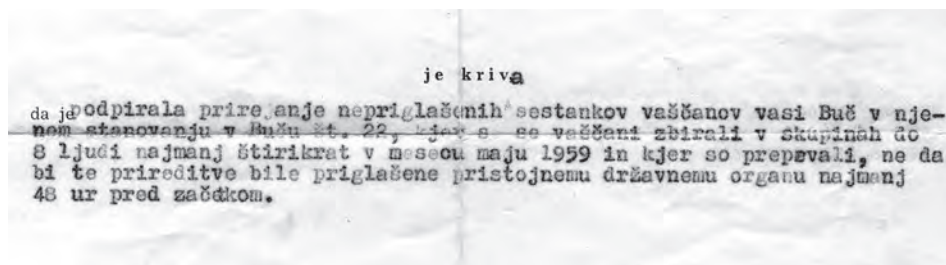 je kriva
da je podpirala prirejanje nepriglašenih sestankov vaščanov vasi Buč v nje-
nem stanovanju v Buču št. 22, kjer so se vaščani zbirali v skupinah do
8 ljudi najmanj štirikrat v mesecu maju 1959 in kjer so prepevali, ne da
bi te prireditve bile priglašene pristojnemu državnemu organu najmanj
48 ur pred začdkom.